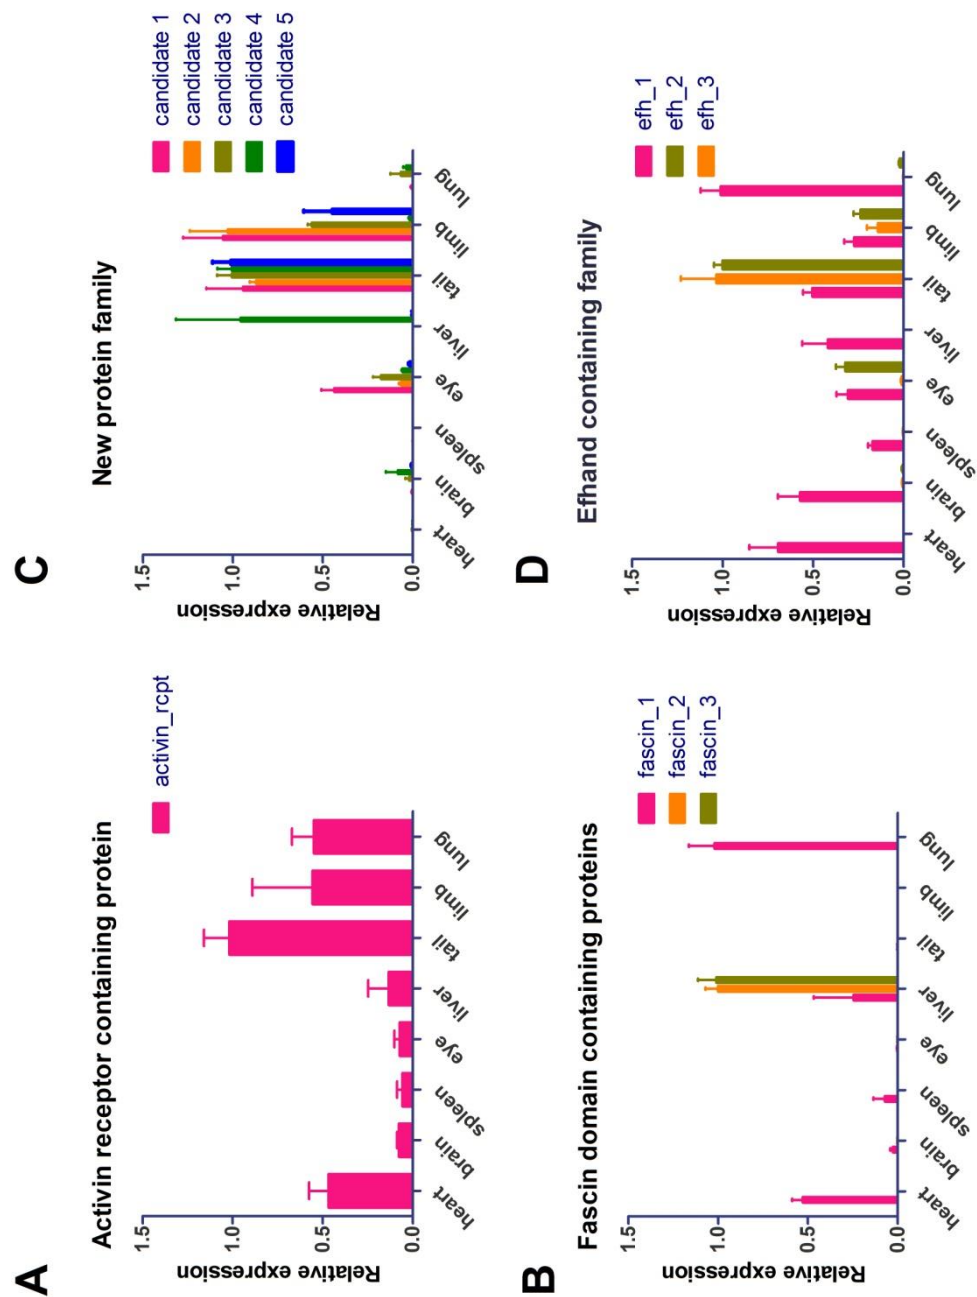 A
Activin receptor containing protein
activin_rcpt
Relative expression
1.5
1.0
0.5
0.0
heart
brain
spleen
eye
liver
tail
limb
lung
C
New protein family
candidate 1
candidate 2
candidate 3
candidate 4
candidate 5
Relative expression
1.5
1.0
0.5
0.0
heart
brain
spleen
eye
liver
tail
limb
lung
B
Fascin domain containing proteins
fascin_1
fascin_2
fascin_3
Relative expression
1.5
1.0
0.5
0.0
heart
brain
spleen
eye
liver
tail
limb
lung
D
Efhand containing family
efh_1
efh_2
efh_3
Relative expression
1.5
1.0
0.5
0.0
heart
brain
spleen
eye
liver
tail
limb
lung